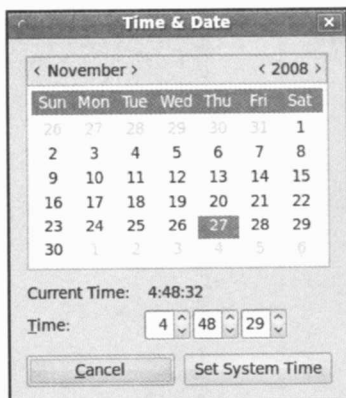 Time & Date
< November > < 2008 >
Sun Mon Tue Wed Thu Fri Sat
26 27 28 29 30 31 1
2 3 4 5 6 7 8
9 10 11 12 13 14 15
16 17 18 19 20 21 22
23 24 25 26 27 28 29
30 1 2 3 4 5 6
Current Time: 4:48:32
Time: 4 48 29
Cancel Set System Time